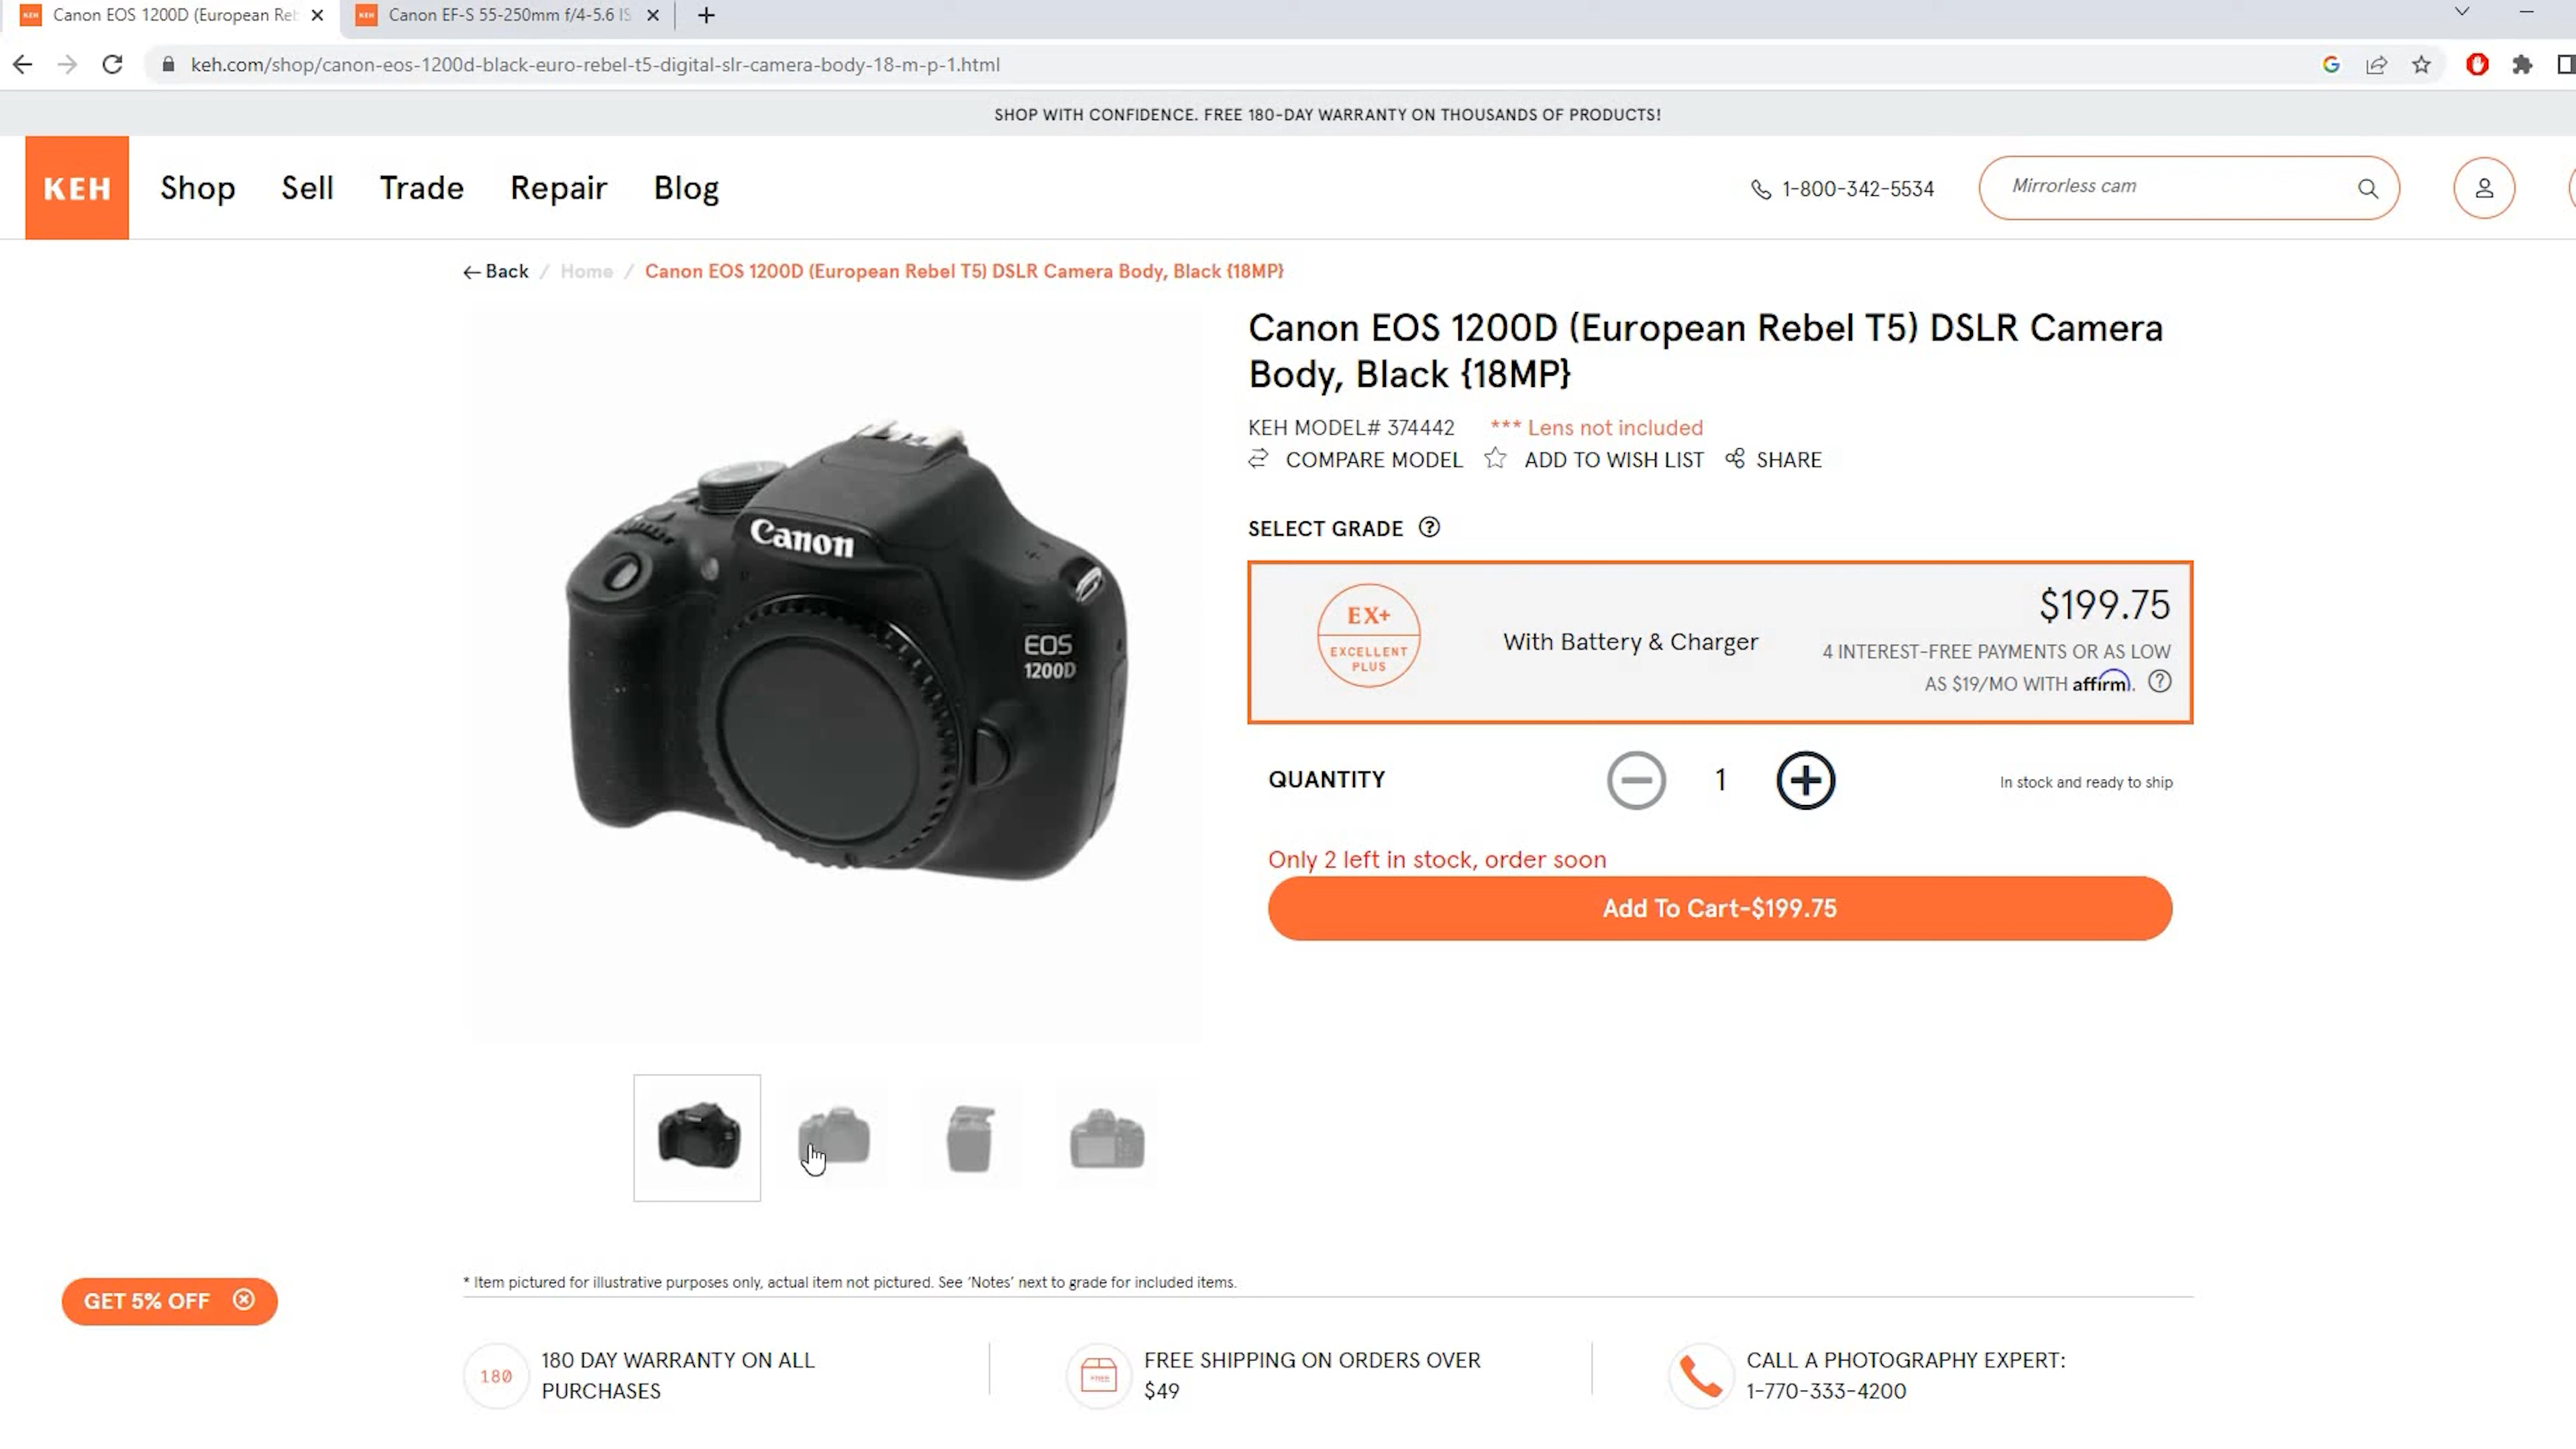 Canon EOS 1200D (European Reb
Canon EF-S 55-250mm f/4-5.6 IS
keh.com/shop/canon-eos-1200d-black-euro-rebel-t5-digital-slr-camera-body-18-m-p-1.html
SHOP WITH CONFIDENCE. FREE 180-DAY WARRANTY ON THOUSANDS OF PRODUCTS!
KEH Shop Sell Trade Repair Blog 1-800-342-5534 Mirrorless cam
Back / Home / Canon EOS 1200D (European Rebel T5) DSLR Camera Body, Black {18MP}
Canon
EOS
1200D
Canon EOS 1200D (European Rebel T5) DSLR Camera
Body, Black {18MP}
KEH MODEL# 374442 *** Lens not included
COMPARE MODEL ADD TO WISH LIST SHARE
SELECT GRADE
EX+
EXCELLENT
PLUS
With Battery & Charger
$199.75
4 INTEREST-FREE PAYMENTS OR AS LOW
AS $19/MO WITH affirm.
QUANTITY 1 In stock and ready to ship
Only 2 left in stock, order soon
Add To Cart-$199.75
* Item pictured for illustrative purposes only, actual item not pictured. See 'Notes' next to grade for included items.
GET 5% OFF
180
180 DAY WARRANTY ON ALL
PURCHASES
FREE
FREE SHIPPING ON ORDERS OVER
$49
CALL A PHOTOGRAPHY EXPERT:
1-770-333-4200